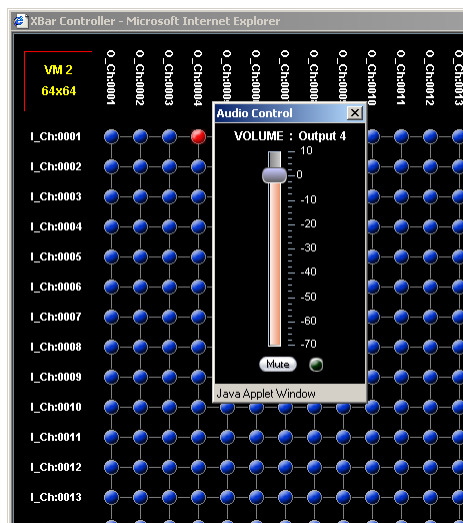 XBar Controller - Microsoft Internet Explorer
VM 2
64x64
O_Ch:0001
O_Ch:0002
O_Ch:0003
O_Ch:0004
O_Ch:0010
O_Ch:0011
O_Ch:0012
O_Ch:0013
Audio Control
VOLUME : Output 4
10
0
-10
-20
-30
-40
-50
-60
-70
Mute
Java Applet Window
I_Ch:0001
I_Ch:0002
I_Ch:0003
I_Ch:0004
I_Ch:0005
I_Ch:0006
I_Ch:0007
I_Ch:0008
I_Ch:0009
I_Ch:0010
I_Ch:0011
I_Ch:0012
I_Ch:0013